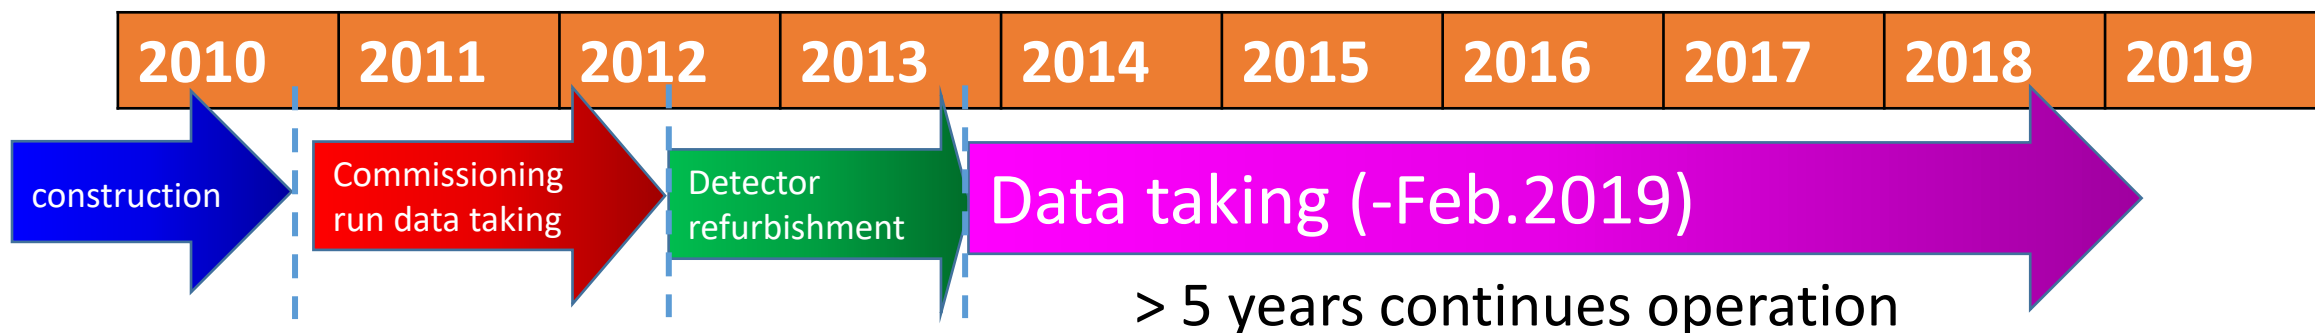 2010 2011 2012 2013 2014 2015 2016 2017 2018 2019
construction
Commissioning
run data taking
Detector
refurbishment
Data taking (-Feb.2019)
> 5 years continues operation